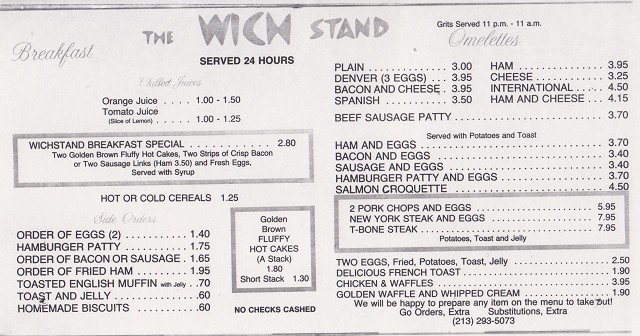 THE WICH STAND
Breakfast
SERVED 24 HOURS
Chilled Juices
Orange Juice . . . . . 1.00 - 1.50
Tomato Juice
(Slice of Lemon) . . . . 1.00 - 1.25
WICHSTAND BREAKFAST SPECIAL . . . . . . . . . . . 2.80
Two Golden Brown Fluffy Hot Cakes, Two Strips of Crisp Bacon
or Two Sausage Links (Ham 3.50) and Fresh Eggs,
Served with Syrup
HOT OR COLD CEREALS 1.25
Side Orders
ORDER OF EGGS (2) . . . . . . . . 1.40
HAMBURGER PATTY . . . . . . . . 1.75
ORDER OF BACON OR SAUSAGE . 1.65
ORDER OF FRIED HAM . . . . . . 1.95
TOASTED ENGLISH MUFFIN with Jelly . . .70
TOAST AND JELLY . . . . . . . . . .60
HOMEMADE BISCUITS . . . . . . . .60
Golden
Brown
FLUFFY
HOT CAKES
(A Stack)
1.80
Short Stack 1.30
NO CHECKS CASHED
Grits Served 11 p.m. - 11 a.m.
Omelettes
PLAIN . . . . . . . . . . 3.00
DENVER (3 EGGS) . . . 3.95
BACON AND CHEESE . 3.95
SPANISH . . . . . . . . 3.50
HAM . . . . . . . . . . . 3.95
CHEESE . . . . . . . . . 3.25
INTERNATIONAL . . . . 4.50
HAM AND CHEESE . . . 4.15
BEEF SAUSAGE PATTY . . . . . . . . . . . . . . . . 3.70
Served with Potatoes and Toast
HAM AND EGGS . . . . . . . . . . . . . . . . . . 3.70
BACON AND EGGS . . . . . . . . . . . . . . . . . 3.40
SAUSAGE AND EGGS . . . . . . . . . . . . . . . . 3.40
HAMBURGER PATTY AND EGGS . . . . . . . . . . . 3.70
SALMON CROQUETTE . . . . . . . . . . . . . . . . 4.50
2 PORK CHOPS AND EGGS . . . . . . . . . . . . 5.95
NEW YORK STEAK AND EGGS . . . . . . . . . . . 7.95
T-BONE STEAK . . . . . . . . . . . . . . . . . . 7.95
Potatoes, Toast and Jelly
TWO EGGS, Fried, Potatoes, Toast, Jelly . . . . . . . . 2.50
DELICIOUS FRENCH TOAST . . . . . . . . . . . . . . 1.90
CHICKEN & WAFFLES . . . . . . . . . . . . . . . . . 3.95
GOLDEN WAFFLE AND WHIPPED CREAM . . . . . . . . 1.90
We will be happy to prepare any item on the menu to take out!
Go Orders, Extra Substitutions, Extra
(213) 293-5073